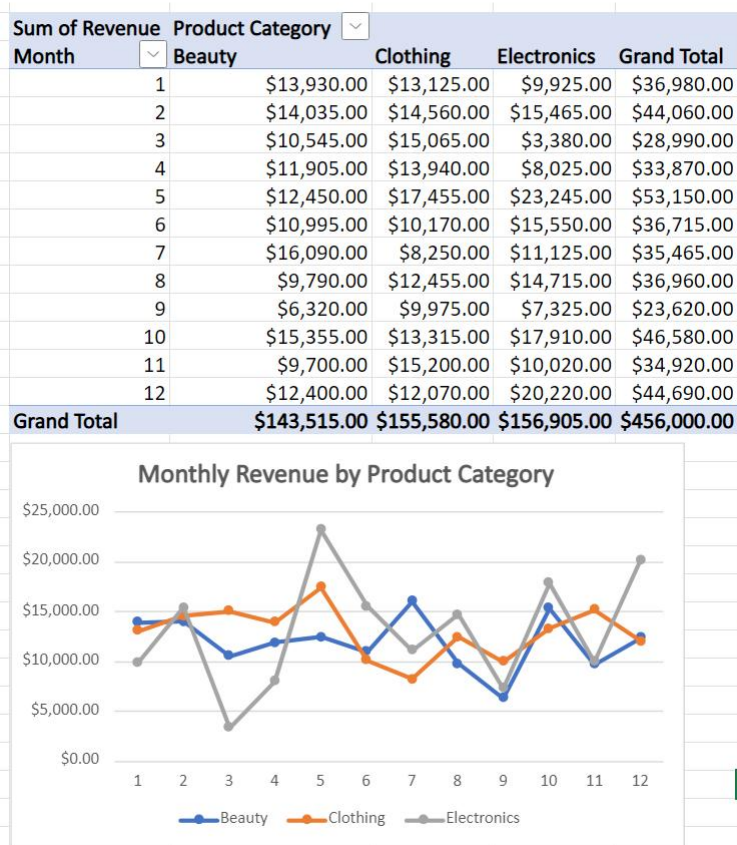 Sum of Revenue Product Category
Month Beauty Clothing Electronics Grand Total
1 $13,930.00 $13,125.00 $9,925.00 $36,980.00
2 $14,035.00 $14,560.00 $15,465.00 $44,060.00
3 $10,545.00 $15,065.00 $3,380.00 $28,990.00
4 $11,905.00 $13,940.00 $8,025.00 $33,870.00
5 $12,450.00 $17,455.00 $23,245.00 $53,150.00
6 $10,995.00 $10,170.00 $15,550.00 $36,715.00
7 $16,090.00 $8,250.00 $11,125.00 $35,465.00
8 $9,790.00 $12,455.00 $14,715.00 $36,960.00
9 $6,320.00 $9,975.00 $7,325.00 $23,620.00
10 $15,355.00 $13,315.00 $17,910.00 $46,580.00
11 $9,700.00 $15,200.00 $10,020.00 $34,920.00
12 $12,400.00 $12,070.00 $20,220.00 $44,690.00
Grand Total $143,515.00 $155,580.00 $156,905.00 $456,000.00
Monthly Revenue by Product Category
$25,000.00
$20,000.00
$15,000.00
$10,000.00
$5,000.00
$0.00
1 2 3 4 5 6 7 8 9 10 11 12
Beauty Clothing Electronics